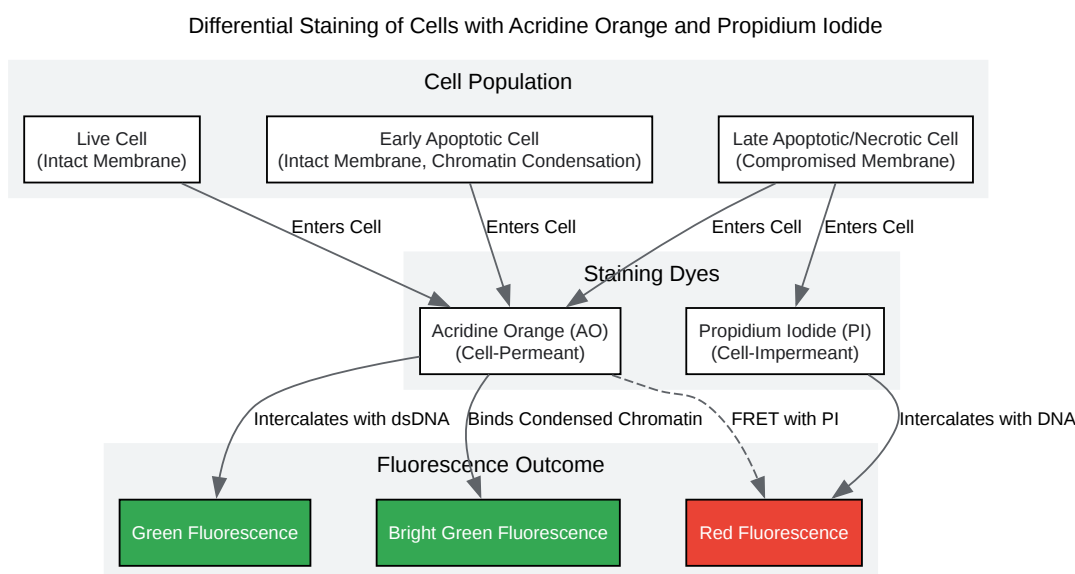 Differential Staining of Cells with Acridine Orange and Propidium Iodide
Cell Population
Live Cell
(Intact Membrane)
Early Apoptotic Cell
(Intact Membrane, Chromatin Condensation)
Late Apoptotic/Necrotic Cell
(Compromised Membrane)
Enters Cell
Enters Cell
Enters Cell
Enters Cell
Staining Dyes
Acridine Orange (AO)
(Cell-Permeant)
Propidium Iodide (PI)
(Cell-Impermeant)
Intercalates with dsDNA
Binds Condensed Chromatin
FRET with PI
Intercalates with DNA
Fluorescence Outcome
Green Fluorescence
Bright Green Fluorescence
Red Fluorescence